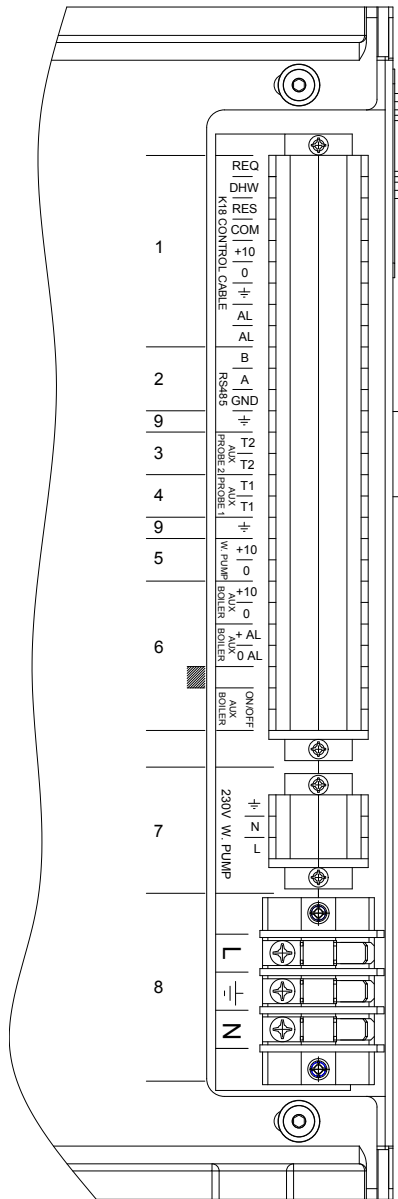 1
K18 CONTROL CABLE
REQ
DHW
RES
COM
+10
0
⏚
AL
AL
2
RS485
B
A
GND
9
⏚
3
AUX
PROBE 2
T2
T2
4
AUX
PROBE 1
T1
T1
9
⏚
5
W. PUMP
+10
0
6
AUX
BOILER
+10
0
AUX
BOILER
+ AL
0 AL
ON/OFF
AUX
BOILER
7
230V W. PUMP
⏚
N
L
8
L
⏚
N